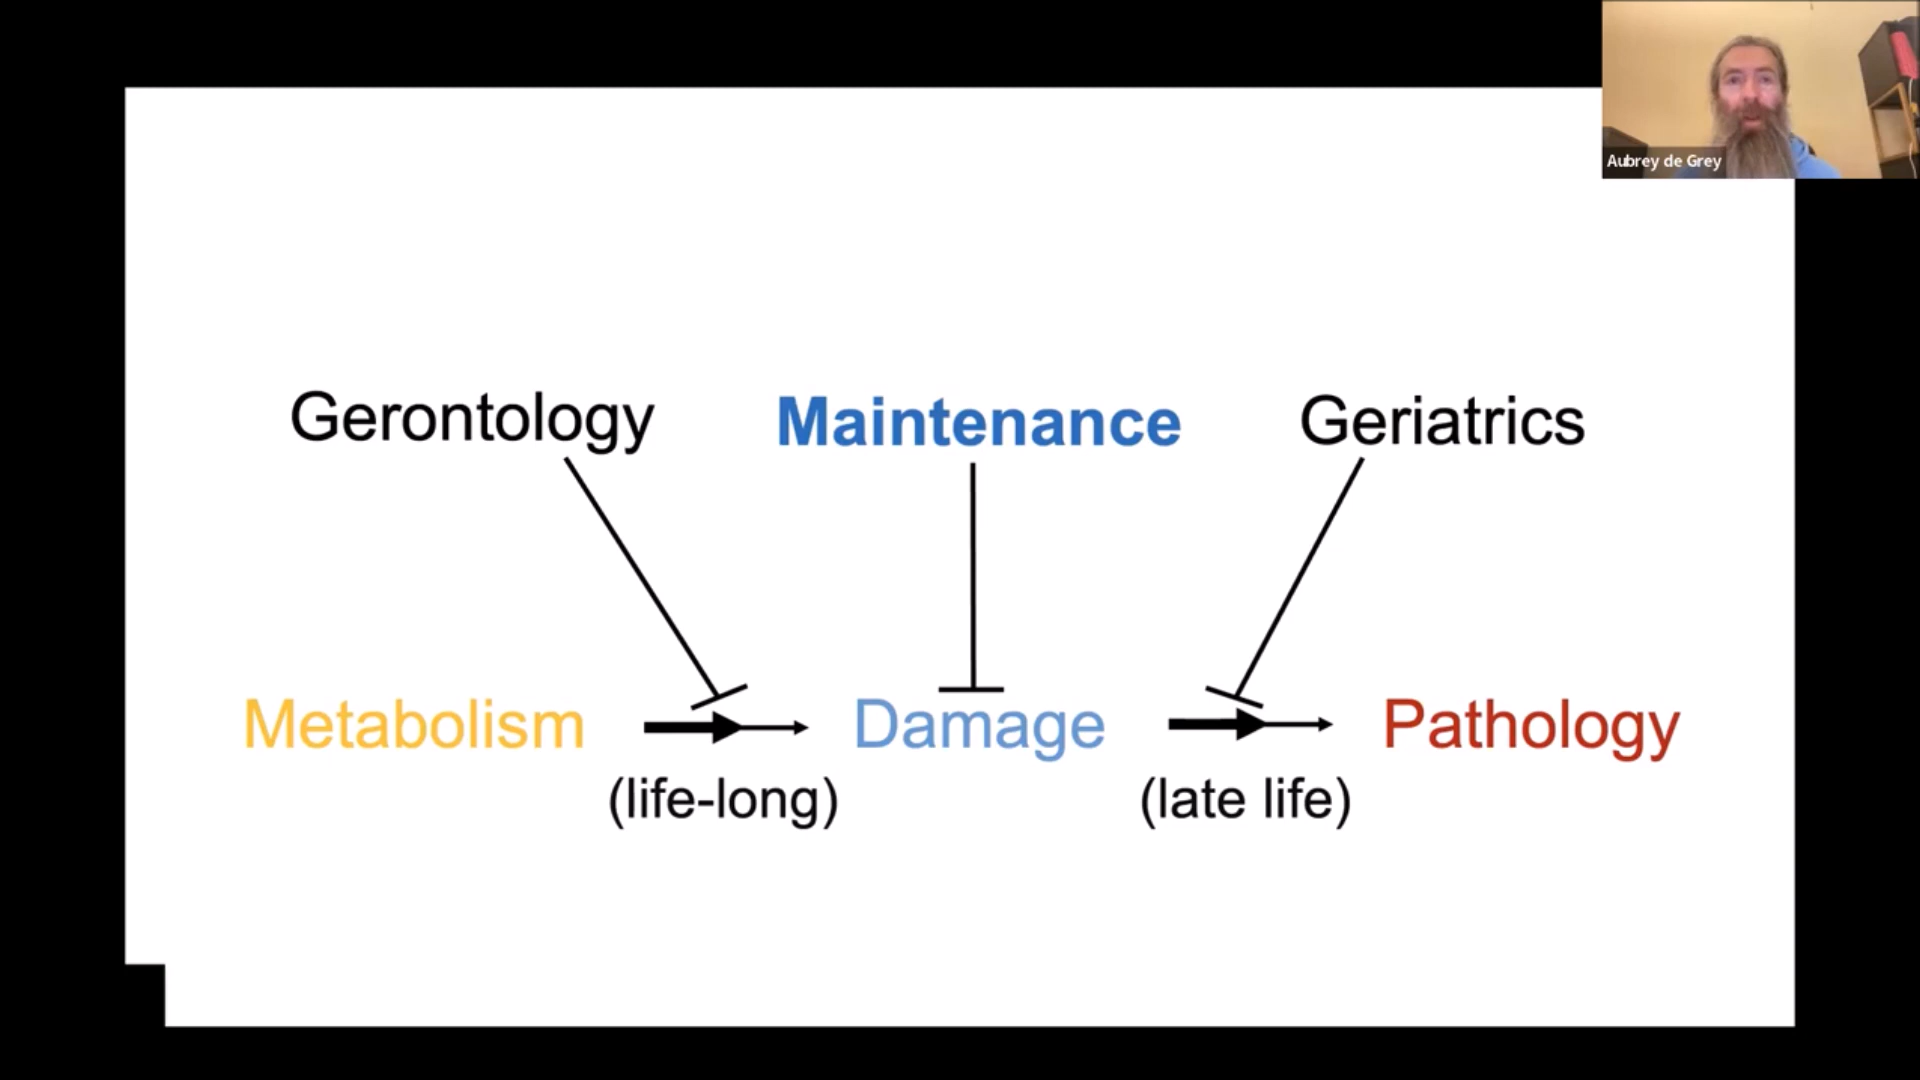 Aubrey de Grey
Gerontology Maintenance Geriatrics
Metabolism Damage Pathology
(life-long) (late life)